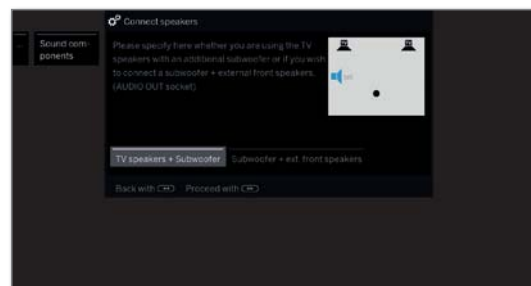 Connect speakers
Sound com-
ponents
Please specify here whether you are using the TV
speakers with an additional subwoofer or if you wish
to connect a subwoofer + external front speakers.
(AUDIO OUT socket)
TV speakers + Subwoofer
Subwoofer + ext. front speakers
Back with
Proceed with